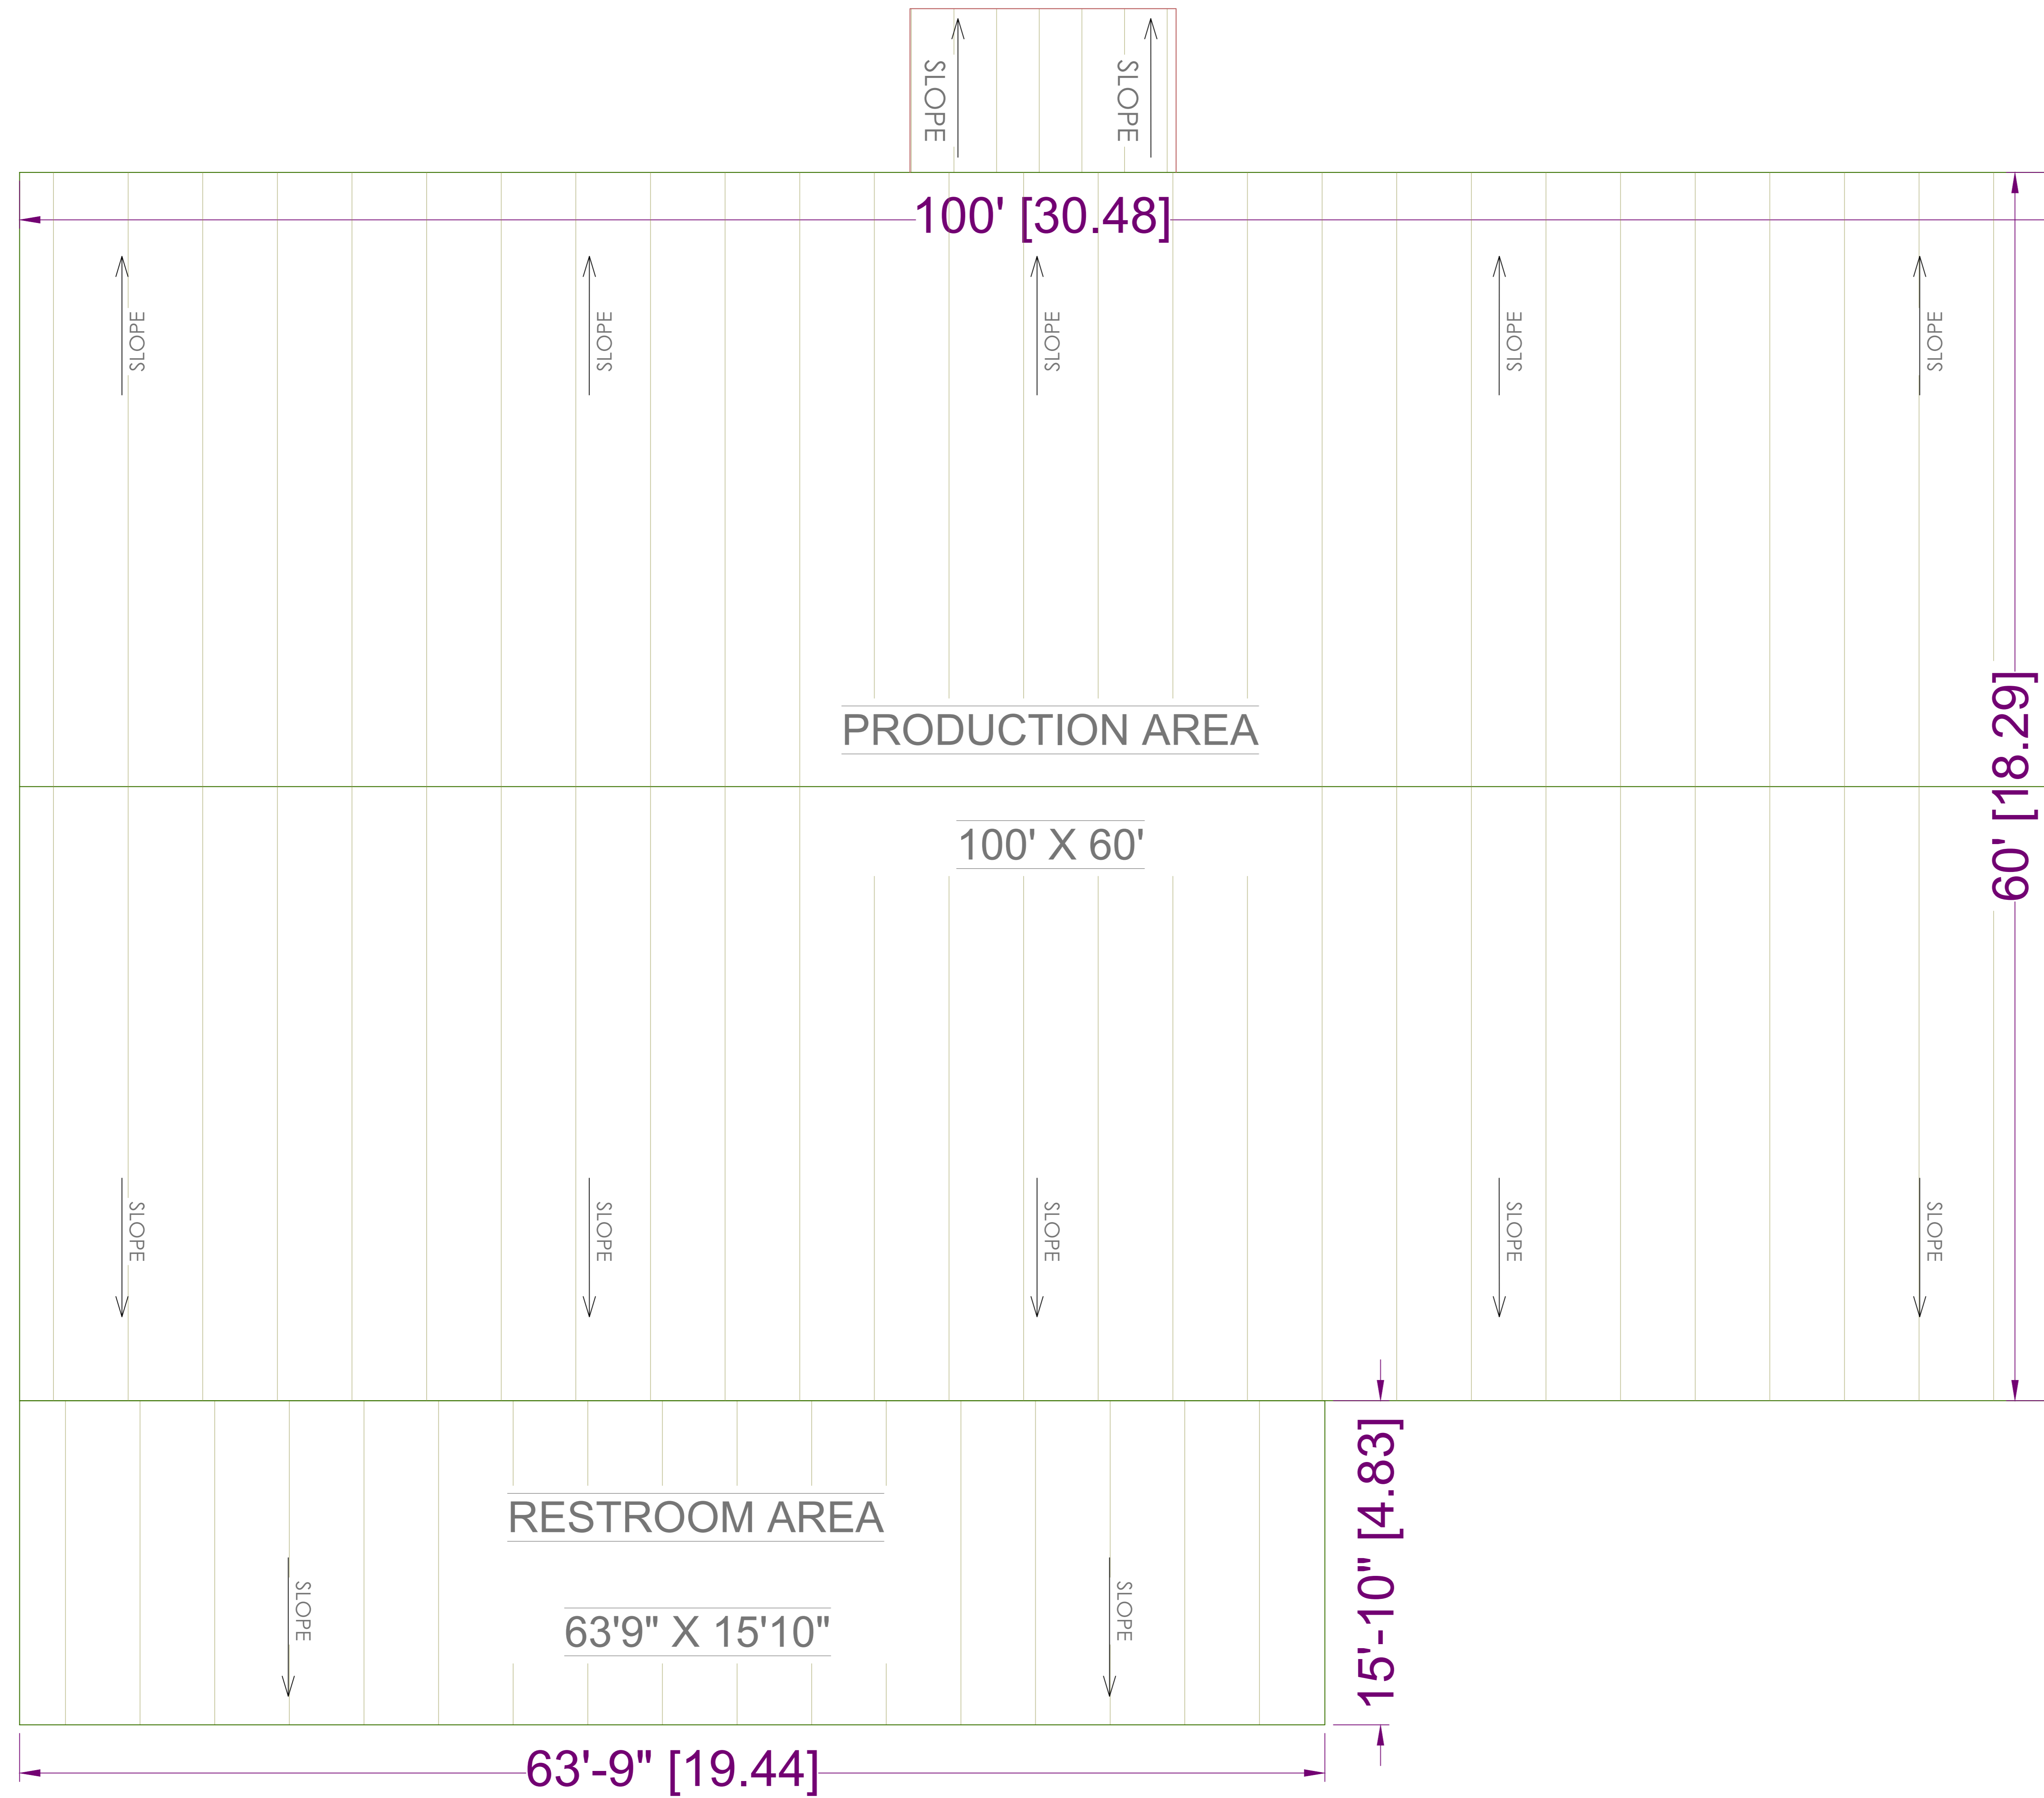 SLOPE SLOPE
100' [30.48]
SLOPE SLOPE SLOPE SLOPE SLOPE
PRODUCTION AREA
60' [18.29]
100' X 60'
SLOPE SLOPE SLOPE SLOPE SLOPE
15'-10" [4.83]
RESTROOM AREA
SLOPE SLOPE
63'9" X 15'10"
63'-9" [19.44]